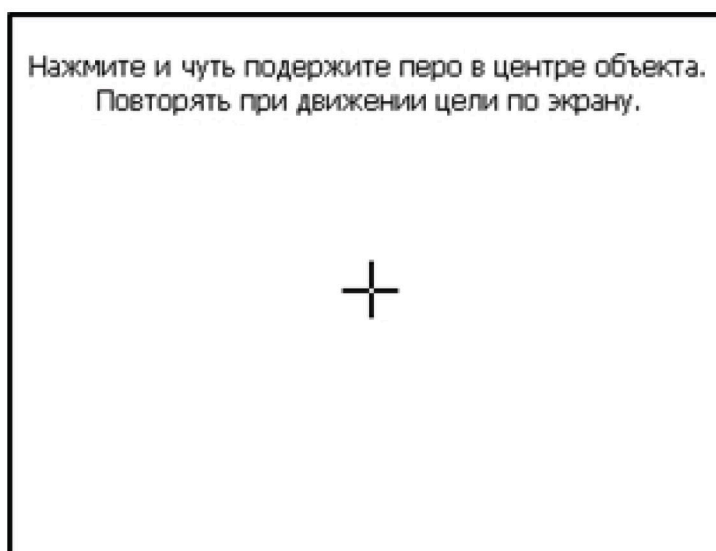 Нажмите и чуть подержите перо в центре объекта.
Повторять при движении цели по экрану.